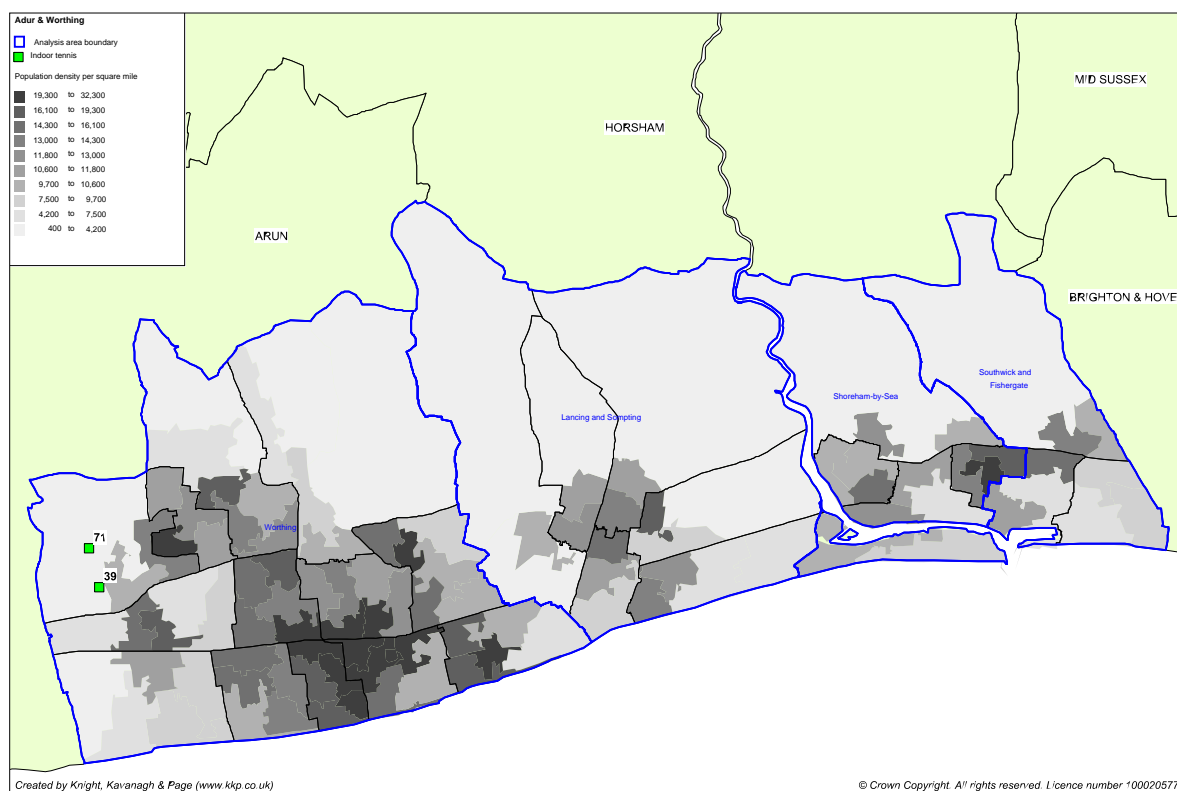 Adur & Worthing
Analysis area boundary
Indoor tennis
Population density per square mile
19,300 to 32,300
16,100 to 19,300
14,300 to 16,100
13,000 to 14,300
11,800 to 13,000
10,600 to 11,800
9,700 to 10,600
7,500 to 9,700
4,200 to 7,500
400 to 4,200
MID SUSSEX
HORSHAM
ARUN
BRIGHTON & HOVE
Southwick and
Fishergate
Shoreham-by-Sea
Lancing and Sompting
Worthing
71
39
Created by Knight, Kavanagh & Page (www.kkp.co.uk)
© Crown Copyright. All rights reserved. Licence number 100020577